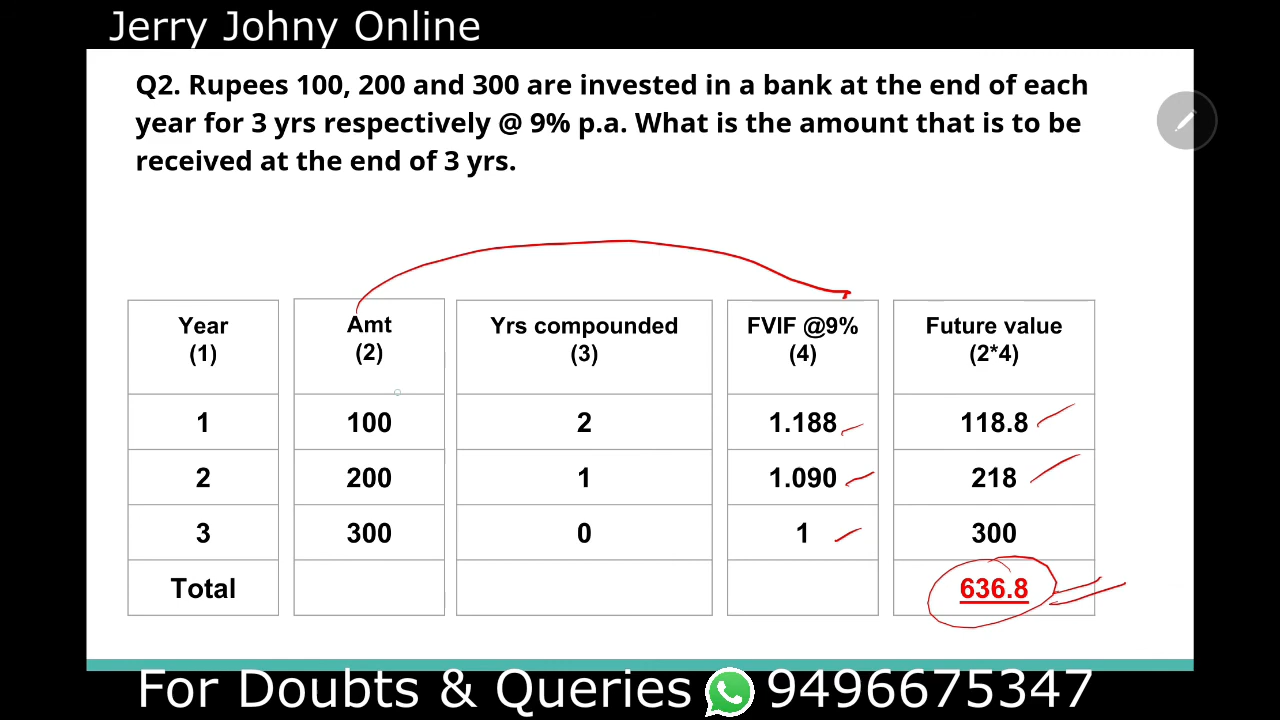 Jerry Johny Online
Q2. Rupees 100, 200 and 300 are invested in a bank at the end of each
year for 3 yrs respectively @ 9% p.a. What is the amount that is to be
received at the end of 3 yrs.
Year Amt Yrs compounded FVIF @9% Future value
(1) (2) (3) (4) (2*4)
1 100 2 1.188 118.8
2 200 1 1.090 218
3 300 0 1 300
Total 636.8
For Doubts & Queries 9496675347